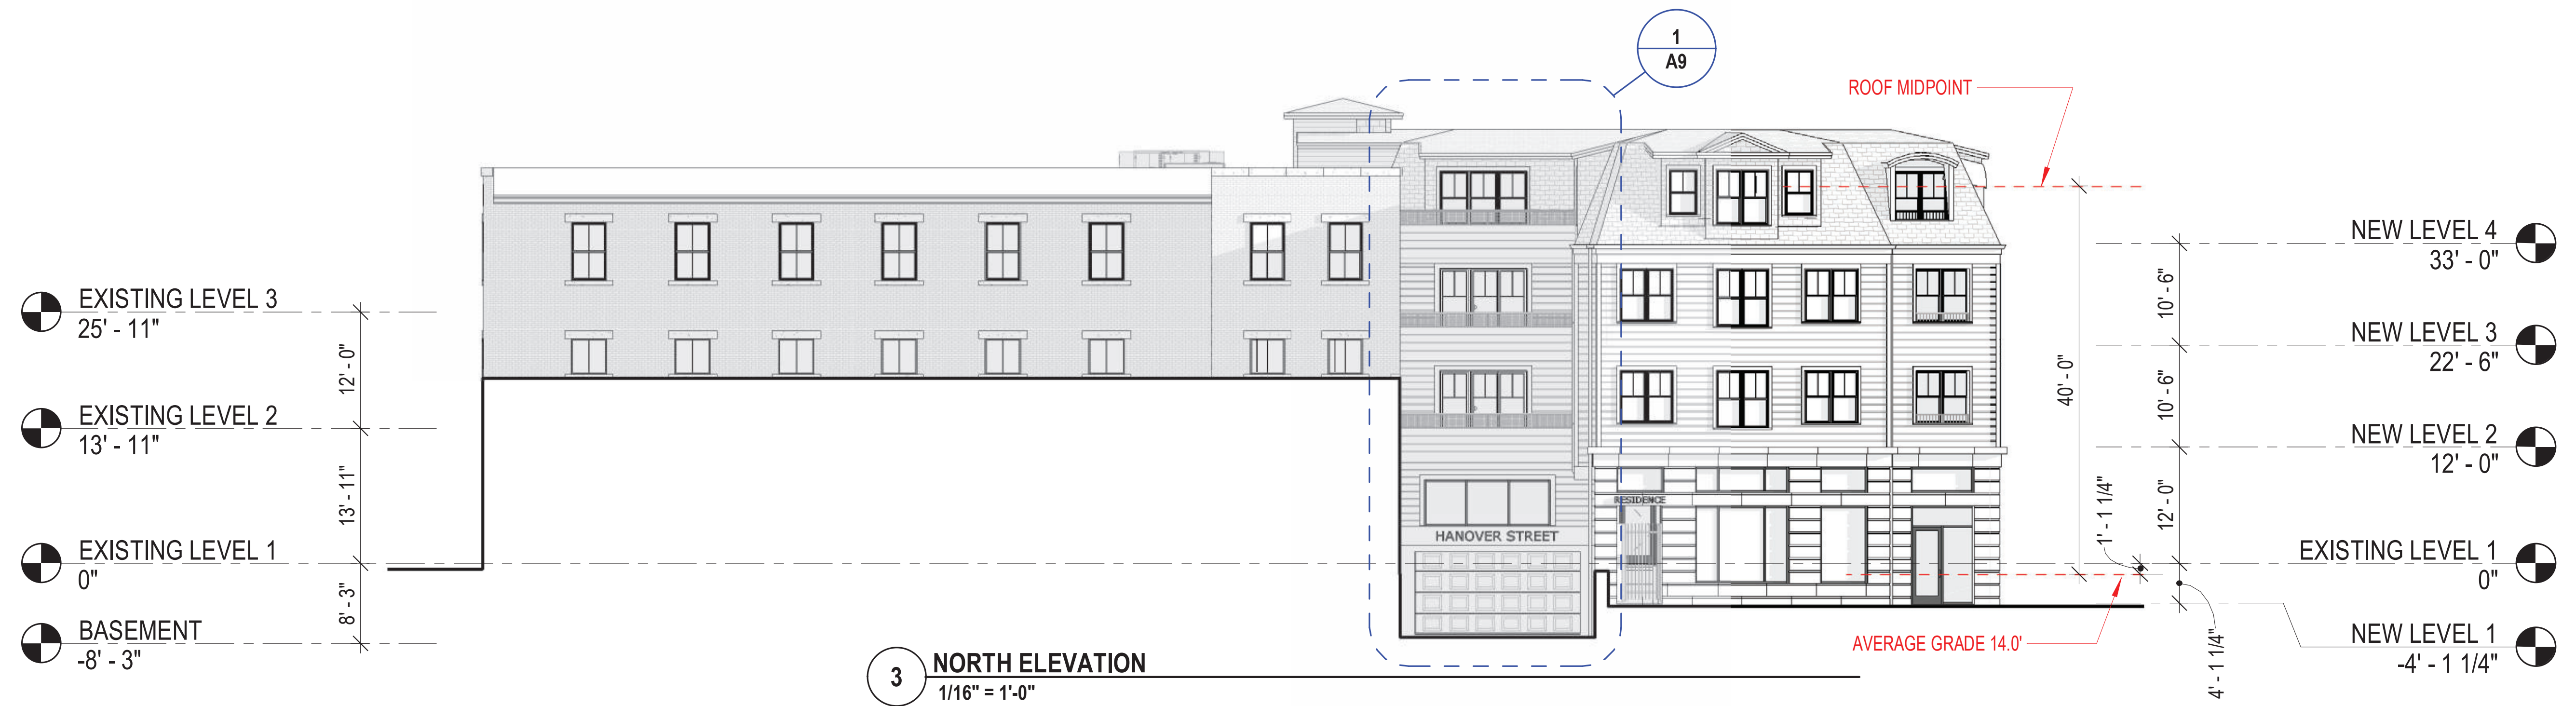 1
A9
ROOF MIDPOINT
EXISTING LEVEL 3
25' - 11"
12' - 0"
EXISTING LEVEL 2
13' - 11"
13' - 11"
EXISTING LEVEL 1
0"
8' - 3"
BASEMENT
-8' - 3"
RESIDENCE
HANOVER STREET
40' - 0"
1' - 1 1/4"
10' - 6"
10' - 6"
12' - 0"
4' - 1 1/4"
NEW LEVEL 4
33' - 0"
NEW LEVEL 3
22' - 6"
NEW LEVEL 2
12' - 0"
EXISTING LEVEL 1
0"
NEW LEVEL 1
-4' - 1 1/4"
AVERAGE GRADE 14.0'
3
NORTH ELEVATION
1/16" = 1'-0"